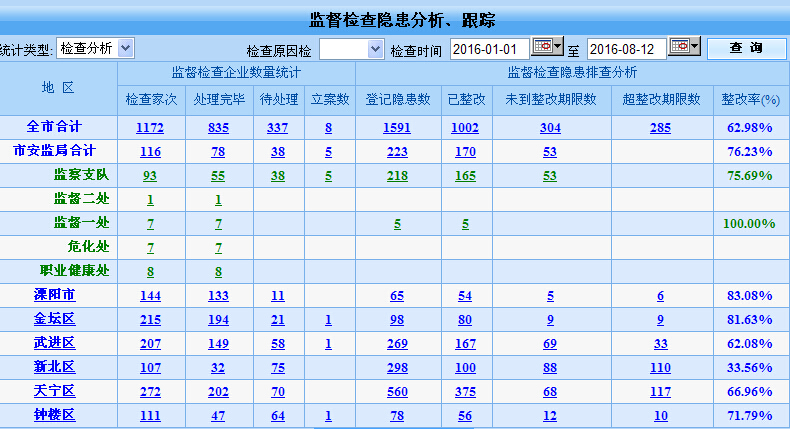 监督检查隐患分析、跟踪
统计类型: 检查分析 检查原因检 检查时间 2016-01-01 至 2016-08-12 查 询
地 区 监督检查企业数量统计 监督检查隐患排查分析
检查家次 处理完毕 待处理 立案数 登记隐患数 已整改 未到整改期限数 超整改期限数 整改率(%)
全市合计 1172 835 337 8 1591 1002 304 285 62.98%
市安监局合计 116 78 38 5 223 170 53 76.23%
监察支队 93 55 38 5 218 165 53 75.69%
监督二处 1 1
监督一处 7 7 5 5 100.00%
危化处 7 7
职业健康处 8 8
溧阳市 144 133 11 65 54 5 6 83.08%
金坛区 215 194 21 1 98 80 9 9 81.63%
武进区 207 149 58 1 269 167 69 33 62.08%
新北区 107 32 75 298 100 88 110 33.56%
天宁区 272 202 70 560 375 68 117 66.96%
钟楼区 111 47 64 1 78 56 12 10 71.79%